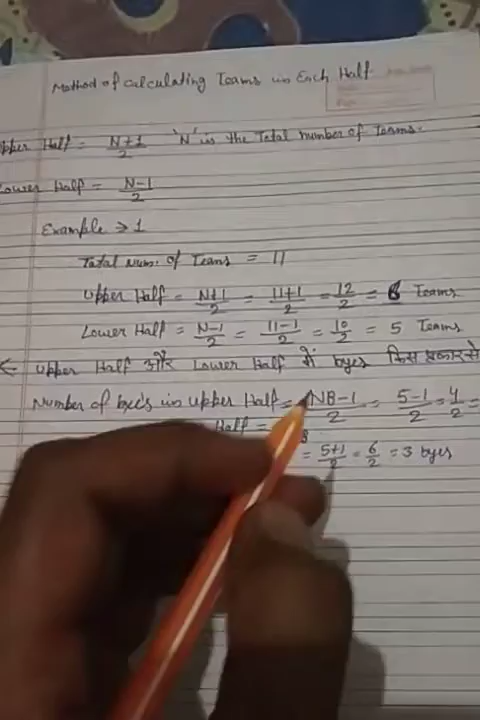 Method of calculating Teams in Each Half
Upper Half = N+1/2 'N' is the Total number of Teams.
Lower Half = N-1/2
Example → 1
Total Num. of Teams = 11
Upper Half = N+1/2 = 11+1/2 = 12/2 = 6 Teams
Lower Half = N-1/2 = 11-1/2 = 10/2 = 5 Teams
← Upper Half और Lower Half में byes किस प्रकार से
Number of bye's in Upper Half = NB-1/2 = 5-1/2 = 4/2 =
Half =
= 5+1/2 = 6/2 = 3 byes